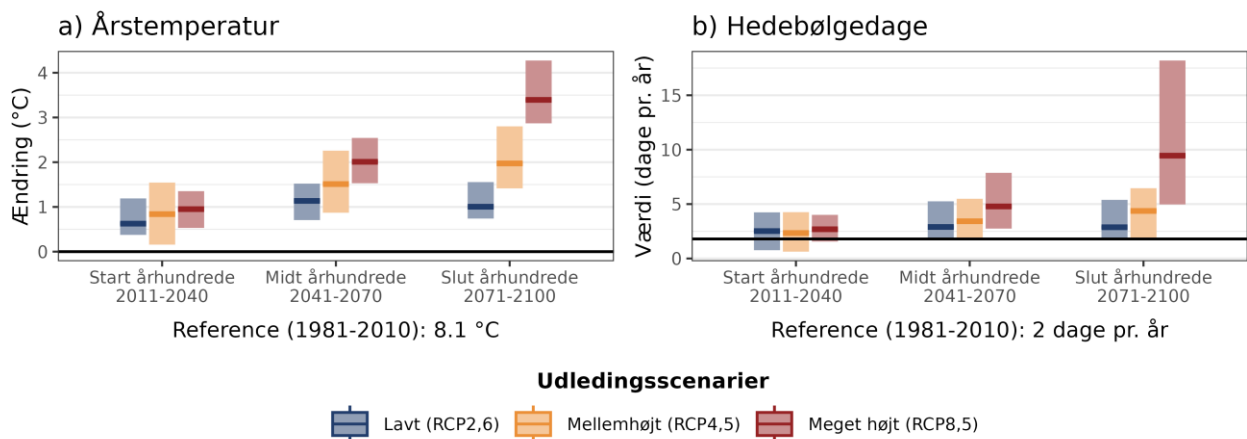 a) Årstemperatur
Ændring (°C)
4
3
2
1
0
Start århundrede
2011-2040
Midt århundrede
2041-2070
Slut århundrede
2071-2100
Reference (1981-2010): 8.1 °C
b) Hedebølgedage
Værdi (dage pr. år)
15
10
5
0
Start århundrede
2011-2040
Midt århundrede
2041-2070
Slut århundrede
2071-2100
Reference (1981-2010): 2 dage pr. år
Udledingsscenarier
Lavt (RCP2,6)
Mellemhøjt (RCP4,5)
Meget højt (RCP8,5)